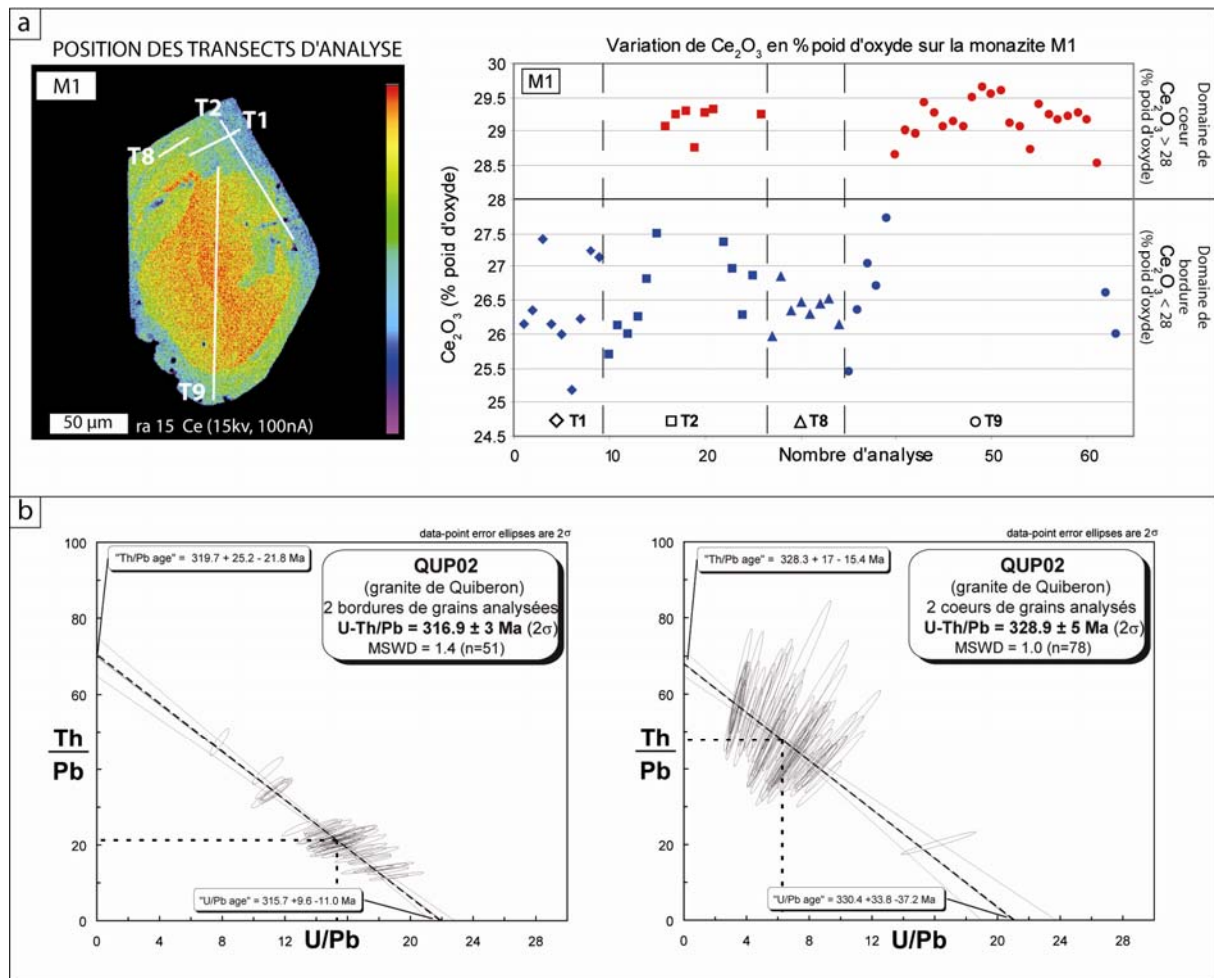 a
POSITION DES TRANSECTS D'ANALYSE
M1
T2
T1
T8
T9
50 µm
ra 15 Ce (15kv, 100nA)
Variation de Ce2O3 en % poid d'oxyde sur la monazite M1
M1
Ce2O3 (% poid d'oxyde)
30
29.5
29
28.5
28
27.5
27
26.5
26
25.5
25
24.5
0
10
20
Nombre d'analyse
50
60
T1
T2
T8
T9
Domaine de
coeur
Ce2O3 > 28
(% poid d'oxyde)
Domaine de
bordure
Ce2O3 < 28
(% poid d'oxyde)
b
data-point error ellipses are 2σ
"Th/Pb age" = 319.7 + 25.2 - 21.8 Ma
QUP02
(granite de Quiberon)
2 bordures de grains analysées
U-Th/Pb = 316.9 ± 3 Ma (2σ)
MSWD = 1.4 (n=51)
100
80
60
Th
Pb
40
20
0
"U/Pb age" = 315.7 +9.6 -11.0 Ma
0
4
8
12
U/Pb
20
24
28
data-point error ellipses are 2σ
"Th/Pb age" = 328.3 + 17 - 15.4 Ma
QUP02
(granite de Quiberon)
2 coeurs de grains analysés
U-Th/Pb = 328.9 ± 5 Ma (2σ)
MSWD = 1.0 (n=78)
100
80
60
Th
Pb
40
20
0
"U/Pb age" = 330.4 +33.8 -37.2 Ma
0
4
8
12
U/Pb
20
24
28